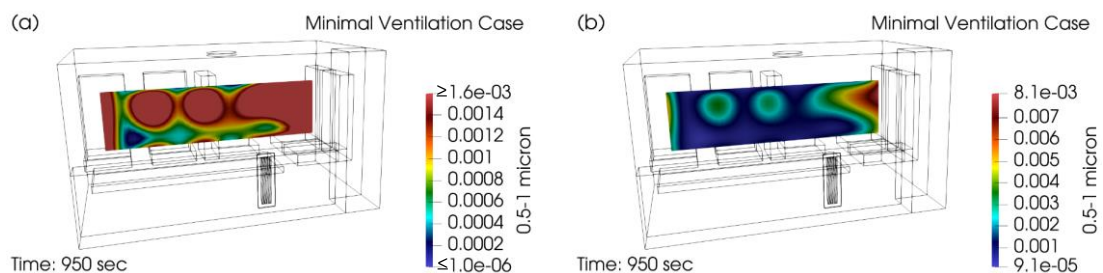 (a)
Minimal Ventilation Case
≥1.6e-03
0.0014
0.0012
0.001
0.0008
0.0006
0.0004
0.0002
≤1.0e-06
0.5-1 micron
Time: 950 sec
(b)
Minimal Ventilation Case
8.1e-03
0.007
0.006
0.005
0.004
0.003
0.002
0.001
9.1e-05
0.5-1 micron
Time: 950 sec